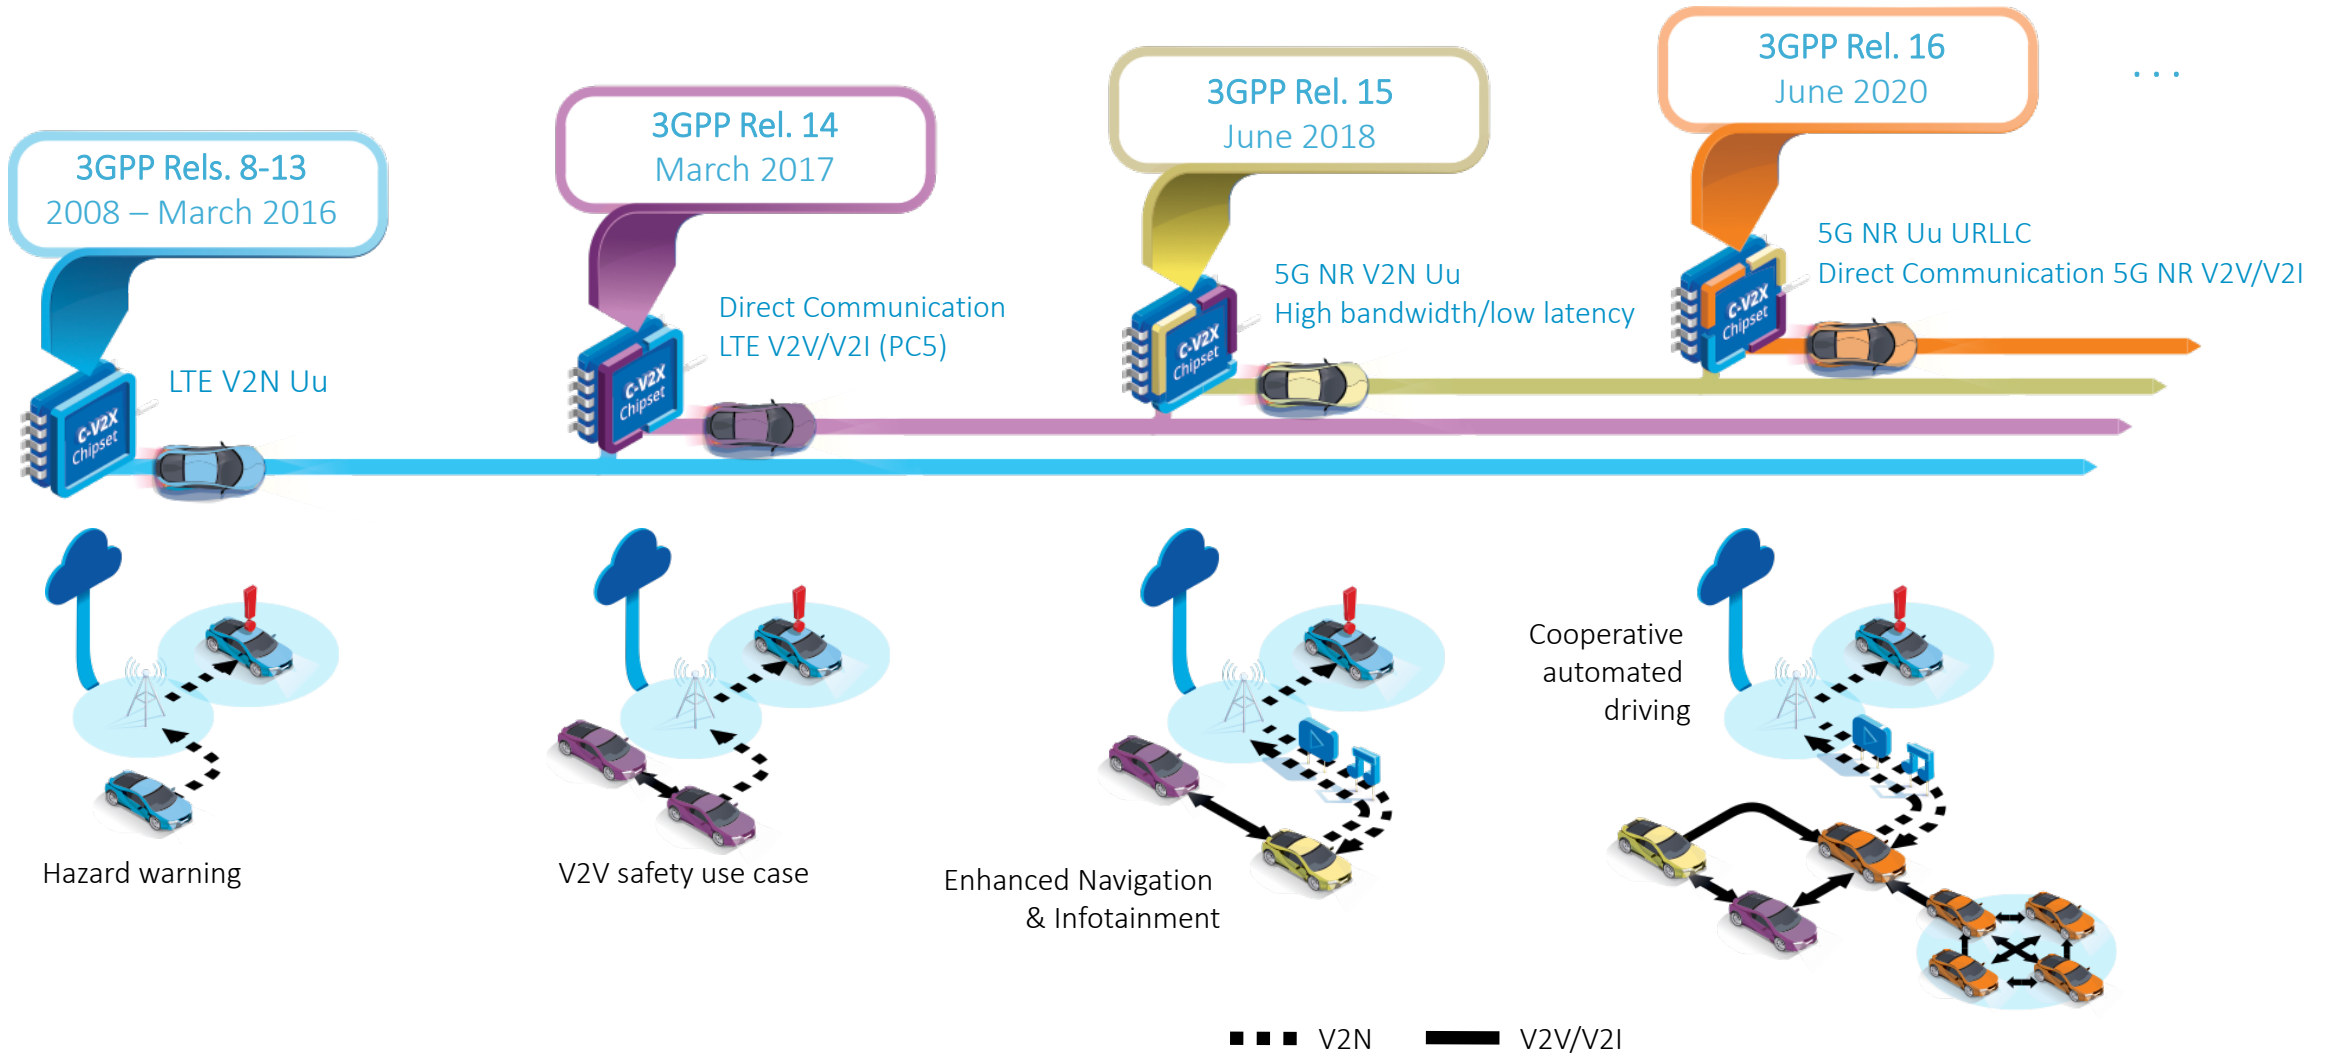 3GPP Rels. 8-13
2008 – March 2016
3GPP Rel. 14
March 2017
3GPP Rel. 15
June 2018
3GPP Rel. 16
June 2020
. . .
C-V2X
Chipset
LTE V2N Uu
C-V2X
Chipset
Direct Communication
LTE V2V/V2I (PC5)
C-V2X
Chipset
5G NR V2N Uu
High bandwidth/low latency
C-V2X
Chipset
5G NR Uu URLLC
Direct Communication 5G NR V2V/V2I
Hazard warning
V2V safety use case
Enhanced Navigation
& Infotainment
Cooperative
automated
driving
V2N
V2V/V2I